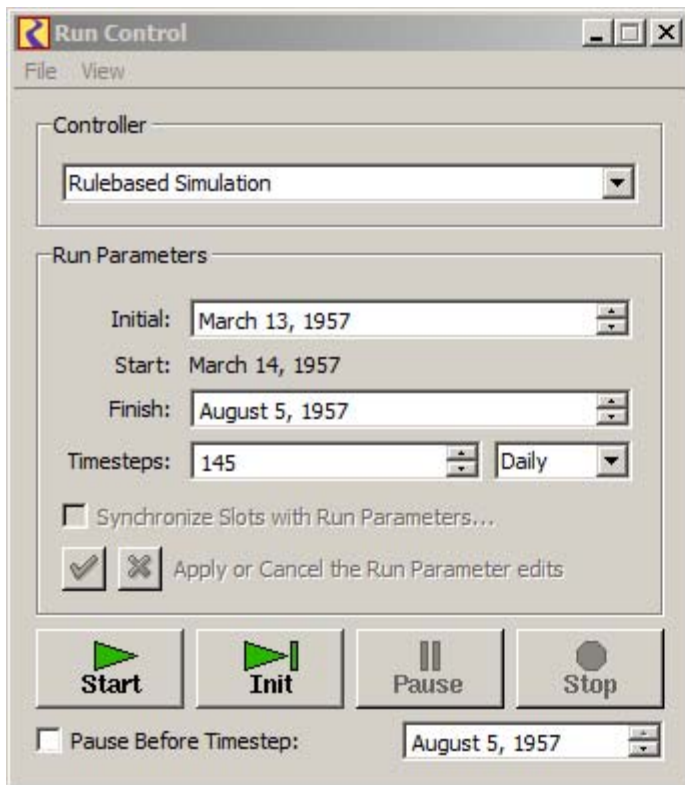 Run Control
File View
Controller
Rulebased Simulation
Run Parameters
Initial: March 13, 1957
Start: March 14, 1957
Finish: August 5, 1957
Timesteps: 145 Daily
Synchronize Slots with Run Parameters...
Apply or Cancel the Run Parameter edits
Start Init Pause Stop
Pause Before Timestep: August 5, 1957